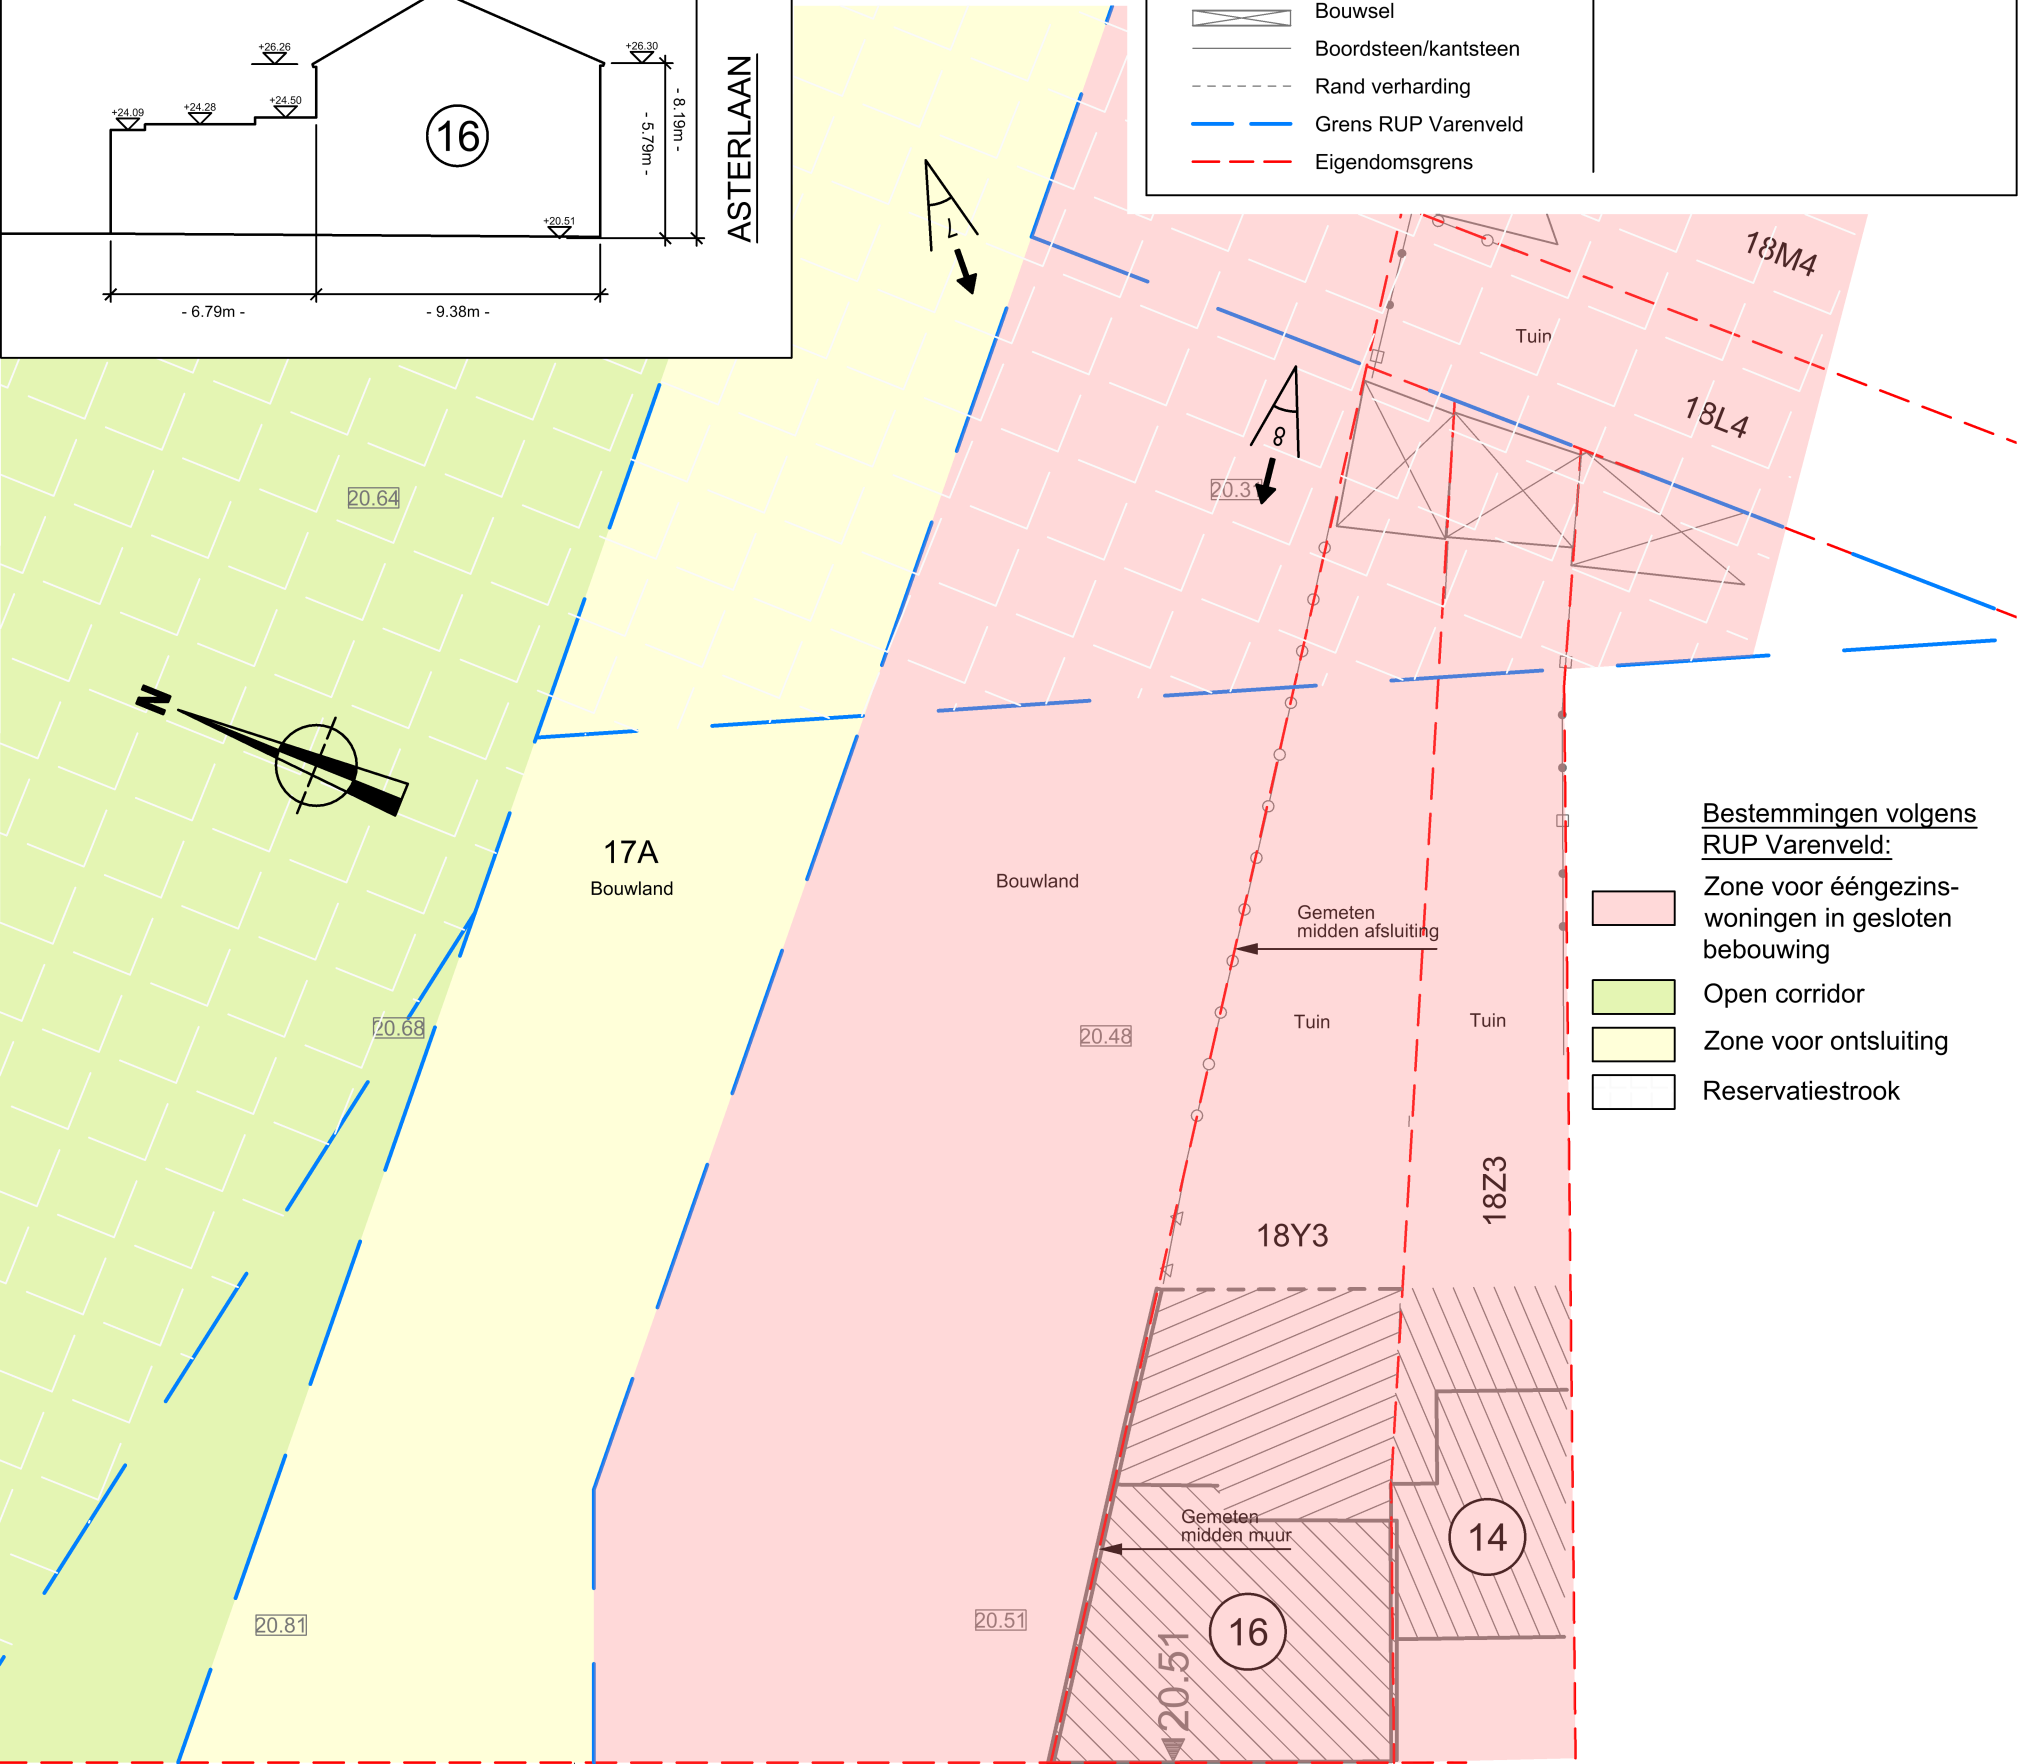 +26.26
+26.30
+24.09
+24.28
+24.50
16
- 5.79m -
- 8.19m -
ASTERLAAN
+20.51
- 6.79m -
- 9.38m -
Bouwsel
Boordsteen/kantsteen
Rand verharding
Grens RUP Varenveld
Eigendomsgrens
7
18M4
Tuin
18L4
8
20.64
20.31
N
17A
Bouwland
Bouwland
Gemeten
midden afsluiting
20.68
20.48
Tuin
Tuin
Bestemmingen volgens
RUP Varenveld:
Zone voor ééngezins-
woningen in gesloten
bebouwing
Open corridor
Zone voor ontsluiting
Reservatiestrook
18Z3
18Y3
Gemeten
midden muur
14
16
20.81
20.51
20.51